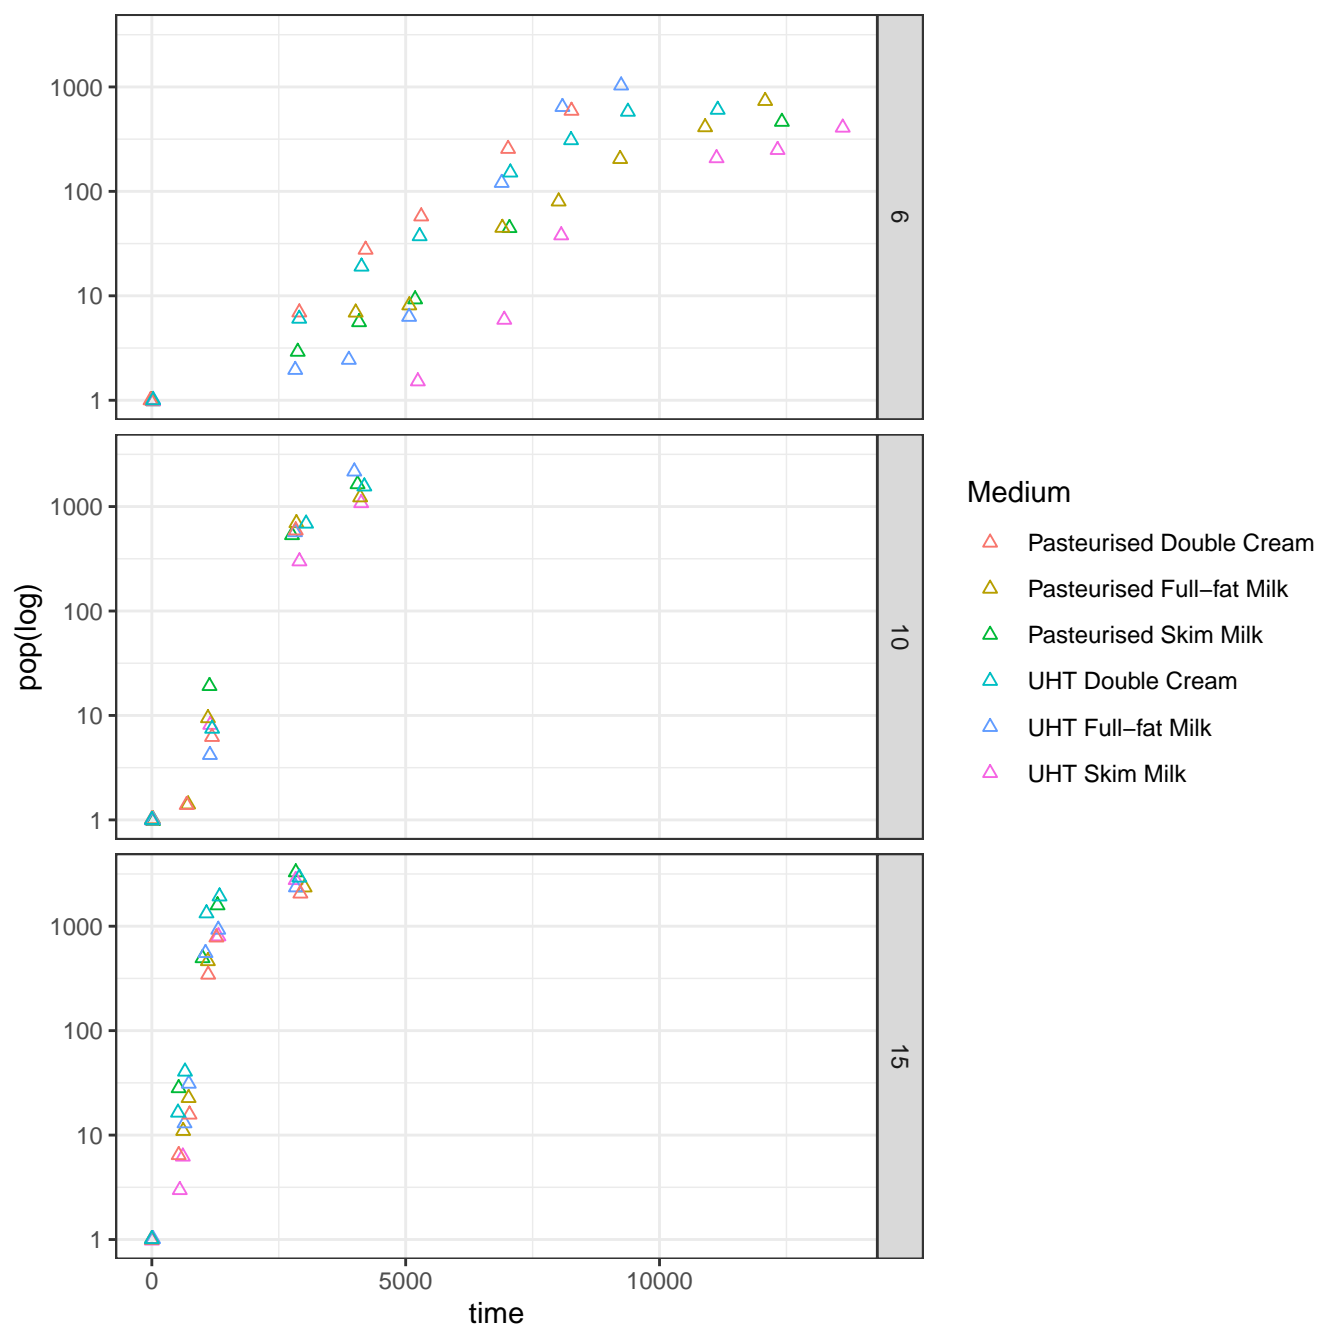 1000
100
10
1
6
1000
100
10
1
10
1000
100
10
1
15
0
5000
10000
time
pop(log)
Medium
Pasteurised Double Cream
Pasteurised Full−fat Milk
Pasteurised Skim Milk
UHT Double Cream
UHT Full−fat Milk
UHT Skim Milk